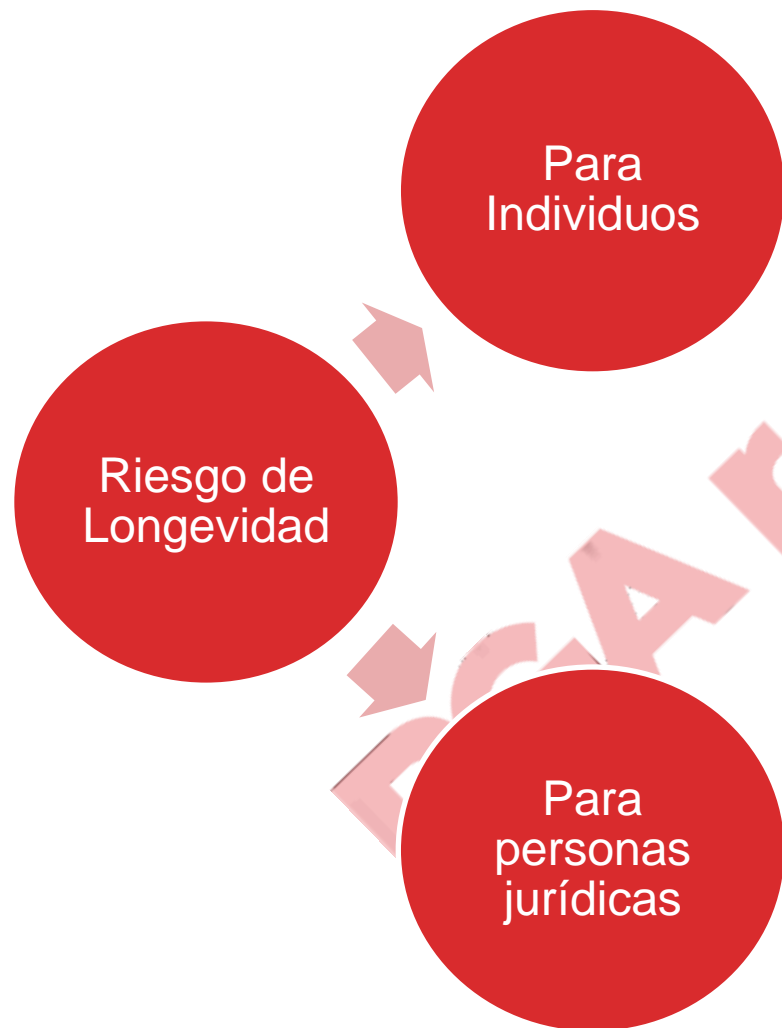 Para
Individuos
Riesgo de
Longevidad
Para
personas
jurídicas